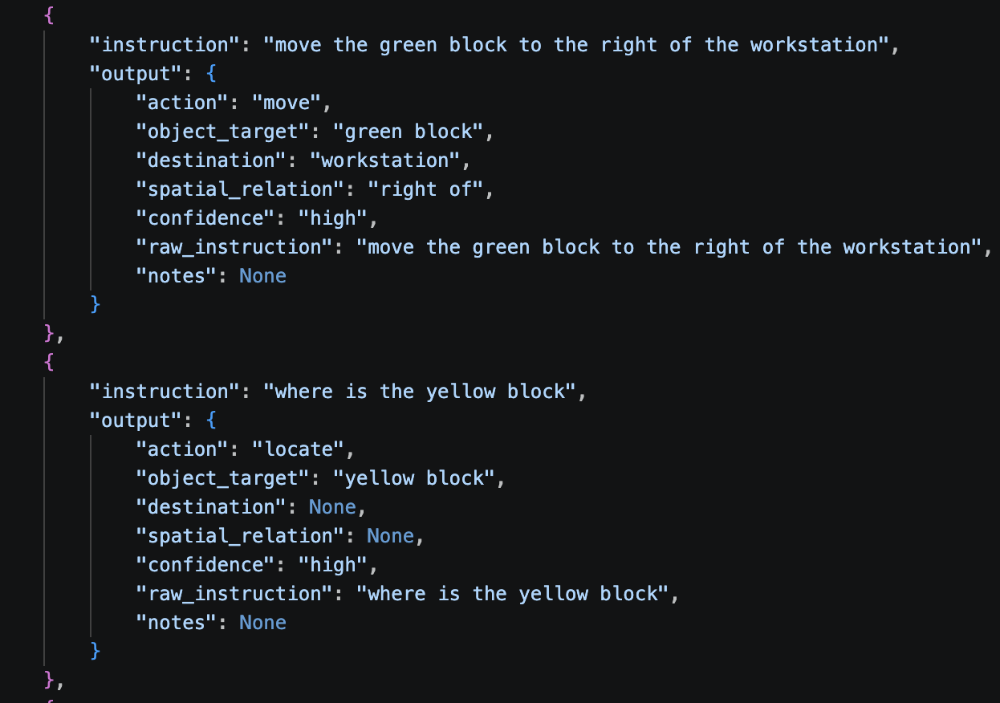 {
"instruction": "move the green block to the right of the workstation",
"output": {
"action": "move",
"object_target": "green block",
"destination": "workstation",
"spatial_relation": "right of",
"confidence": "high",
"raw_instruction": "move the green block to the right of the workstation",
"notes": None
}
},
{
"instruction": "where is the yellow block",
"output": {
"action": "locate",
"object_target": "yellow block",
"destination": None,
"spatial_relation": None,
"confidence": "high",
"raw_instruction": "where is the yellow block",
"notes": None
}
},